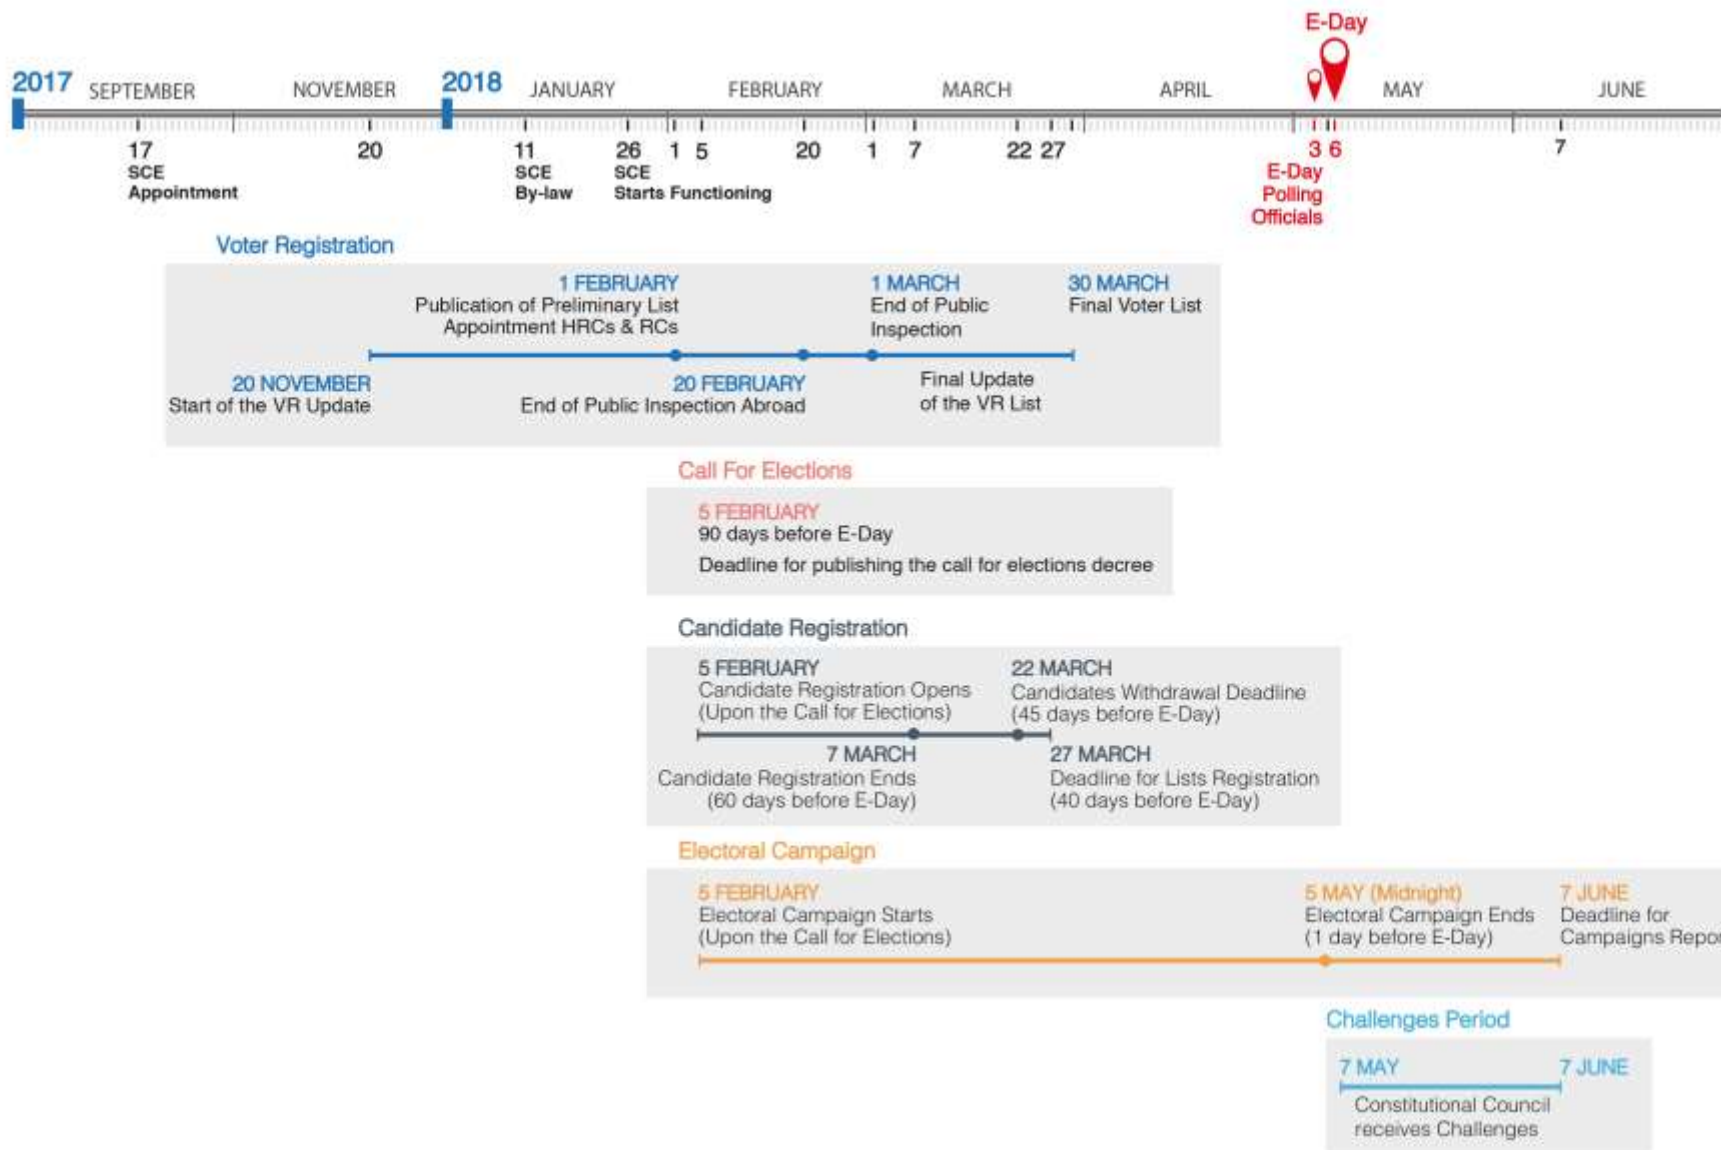 E-Day
2017 SEPTEMBER NOVEMBER 2018 JANUARY FEBRUARY MARCH APRIL MAY JUNE
17 20 11 26 1 5 20 1 7 22 27 3 6 7
SCE
Appointment
SCE
By-law
SCE
Starts Functioning
E-Day
Polling
Officials
Voter Registration
1 FEBRUARY
Publication of Preliminary List
Appointment HRCs & RCs
1 MARCH
End of Public
Inspection
30 MARCH
Final Voter List
20 NOVEMBER
Start of the VR Update
20 FEBRUARY
End of Public Inspection Abroad
Final Update
of the VR List
Call For Elections
5 FEBRUARY
90 days before E-Day
Deadline for publishing the call for elections decree
Candidate Registration
5 FEBRUARY
Candidate Registration Opens
(Upon the Call for Elections)
22 MARCH
Candidates Withdrawal Deadline
(45 days before E-Day)
7 MARCH
Candidate Registration Ends
(60 days before E-Day)
27 MARCH
Deadline for Lists Registration
(40 days before E-Day)
Electoral Campaign
5 FEBRUARY
Electoral Campaign Starts
(Upon the Call for Elections)
5 MAY (Midnight)
Electoral Campaign Ends
(1 day before E-Day)
7 JUNE
Deadline for
Campaigns Repor
Challenges Period
7 MAY
7 JUNE
Constitutional Council
receives Challenges